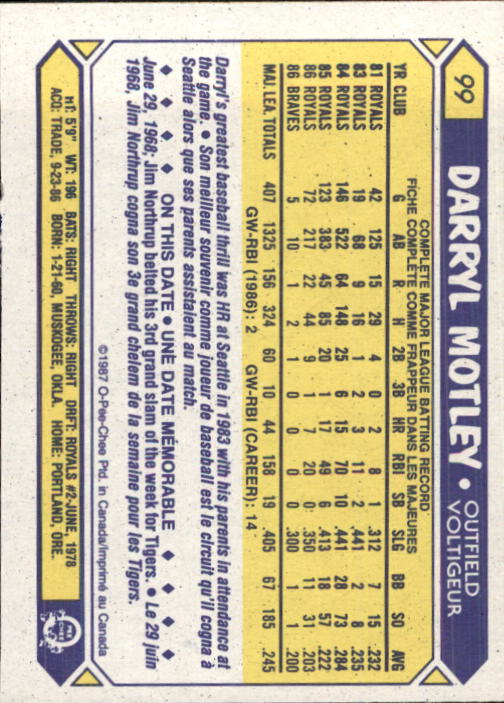 99
DARRYL MOTLEY • OUTFIELD
VOLTIGEUR
COMPLETE MAJOR LEAGUE BATTING RECORD
FICHE COMPLÈTE COMME FRAPPEUR DANS LES MAJEURES
YR CLUB G AB R H 2B 3B HR RBI SB SLG BB SO AVG
81 ROYALS 42 125 15 29 4 0 2 8 1 .312 7 15 .232
83 ROYALS 19 68 9 16 1 2 3 11 2 .441 2 8 .235
84 ROYALS 146 522 64 148 25 6 15 70 10 .441 28 73 .284
85 ROYALS 123 383 45 85 20 1 17 49 6 .413 18 57 .222
86 ROYALS 72 217 22 44 9 1 7 20 0 .350 11 31 .203
86 BRAVES 5 10 1 2 1 0 0 0 0 .300 1 1 .200
MAJ. LEA. TOTALS 407 1325 156 324 60 10 44 158 19 .405 67 185 .245
GW-RBI (1986): 2 GW-RBI (CAREER): 14
Darryl's greatest baseball thrill was HR at Seattle in 1983 with his parents in attendance at
the game. • Son meilleur souvenir comme joueur de baseball est le circuit qu'il cogna à
Seattle alors que ses parents assistaient au match.
♦ ♦ ♦ ♦ ON THIS DATE • UNE DATE MÉMORABLE ♦ ♦ ♦ ♦
June 29, 1968: Jim Northrup belted his 3rd grand slam of the week for Tigers. • Le 29 juin
1968, Jim Northrup cogna son 3e grand chelem de la semaine pour les Tigers.
©1987 O-Pee-Chee Ptd. in Canada/Imprimé au Canada
HT: 5'9" WT: 196 BATS: RIGHT THROWS: RIGHT DRFT: ROYALS #2-JUNE, 1978
ACQ: TRADE, 9-23-86 BORN: 1-21-60, MUSKOGEE, OKLA. HOME: PORTLAND, ORE.
O PEE CHEE